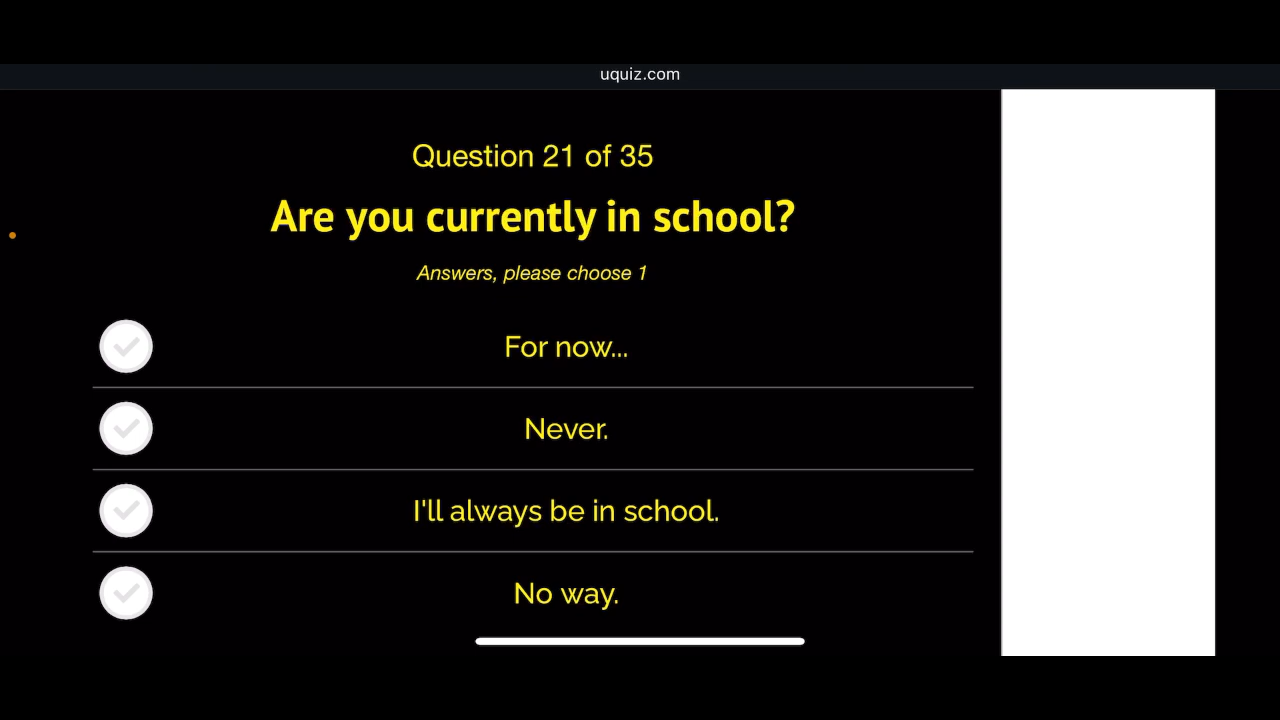 uquiz.com
Question 21 of 35
Are you currently in school?
Answers, please choose 1
For now...
Never.
I'll always be in school.
No way.